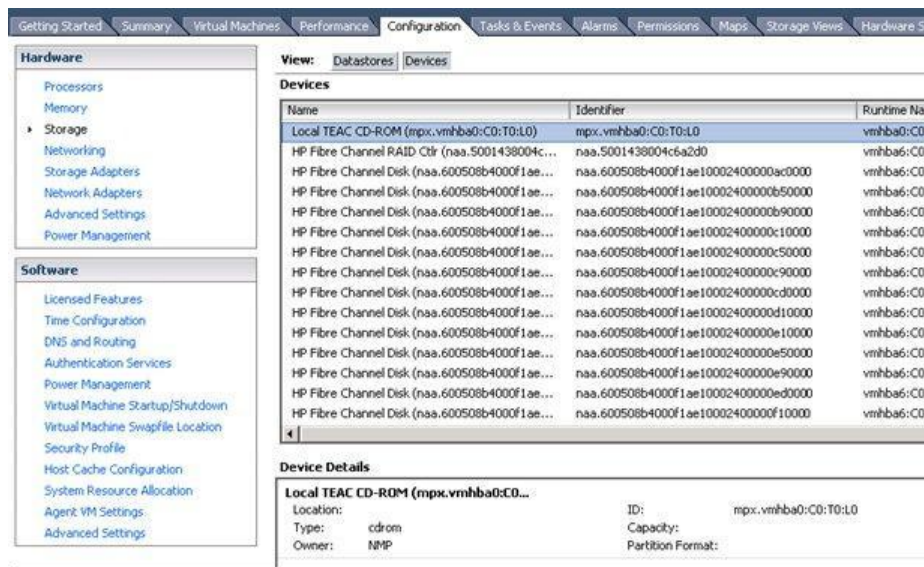 Getting Started Summary Virtual Machines Performance Configuration Tasks & Events Alarms Permissions Maps Storage Views Hardware S
Hardware
Processors
Memory
Storage
Networking
Storage Adapters
Network Adapters
Advanced Settings
Power Management
Software
Licensed Features
Time Configuration
DNS and Routing
Authentication Services
Power Management
Virtual Machine Startup/Shutdown
Virtual Machine Swapfile Location
Security Profile
Host Cache Configuration
System Resource Allocation
Agent VM Settings
Advanced Settings
View: Datastores Devices
Devices
Name Identifier Runtime Na
Local TEAC CD-ROM (mpx.vmhba0:C0:T0:L0) mpx.vmhba0:C0:T0:L0 vmhba0:C0
HP Fibre Channel RAID Ctlr (naa.5001438004c... naa.5001438004c6a2d0 vmhba6:C0
HP Fibre Channel Disk (naa.600508b4000f1ae... naa.600508b4000f1ae10002400000ac0000 vmhba6:C0
HP Fibre Channel Disk (naa.600508b4000f1ae... naa.600508b4000f1ae10002400000b50000 vmhba6:C0
HP Fibre Channel Disk (naa.600508b4000f1ae... naa.600508b4000f1ae10002400000b90000 vmhba6:C0
HP Fibre Channel Disk (naa.600508b4000f1ae... naa.600508b4000f1ae10002400000c10000 vmhba6:C0
HP Fibre Channel Disk (naa.600508b4000f1ae... naa.600508b4000f1ae10002400000c50000 vmhba6:C0
HP Fibre Channel Disk (naa.600508b4000f1ae... naa.600508b4000f1ae10002400000c90000 vmhba6:C0
HP Fibre Channel Disk (naa.600508b4000f1ae... naa.600508b4000f1ae10002400000cd0000 vmhba6:C0
HP Fibre Channel Disk (naa.600508b4000f1ae... naa.600508b4000f1ae10002400000d10000 vmhba6:C0
HP Fibre Channel Disk (naa.600508b4000f1ae... naa.600508b4000f1ae10002400000e10000 vmhba6:C0
HP Fibre Channel Disk (naa.600508b4000f1ae... naa.600508b4000f1ae10002400000e50000 vmhba6:C0
HP Fibre Channel Disk (naa.600508b4000f1ae... naa.600508b4000f1ae10002400000e90000 vmhba6:C0
HP Fibre Channel Disk (naa.600508b4000f1ae... naa.600508b4000f1ae10002400000ed0000 vmhba6:C0
HP Fibre Channel Disk (naa.600508b4000f1ae... naa.600508b4000f1ae10002400000f10000 vmhba6:C0
Device Details
Local TEAC CD-ROM (mpx.vmhba0:C0...
Location: ID: mpx.vmhba0:C0:T0:L0
Type: cdrom Capacity:
Owner: NMP Partition Format: